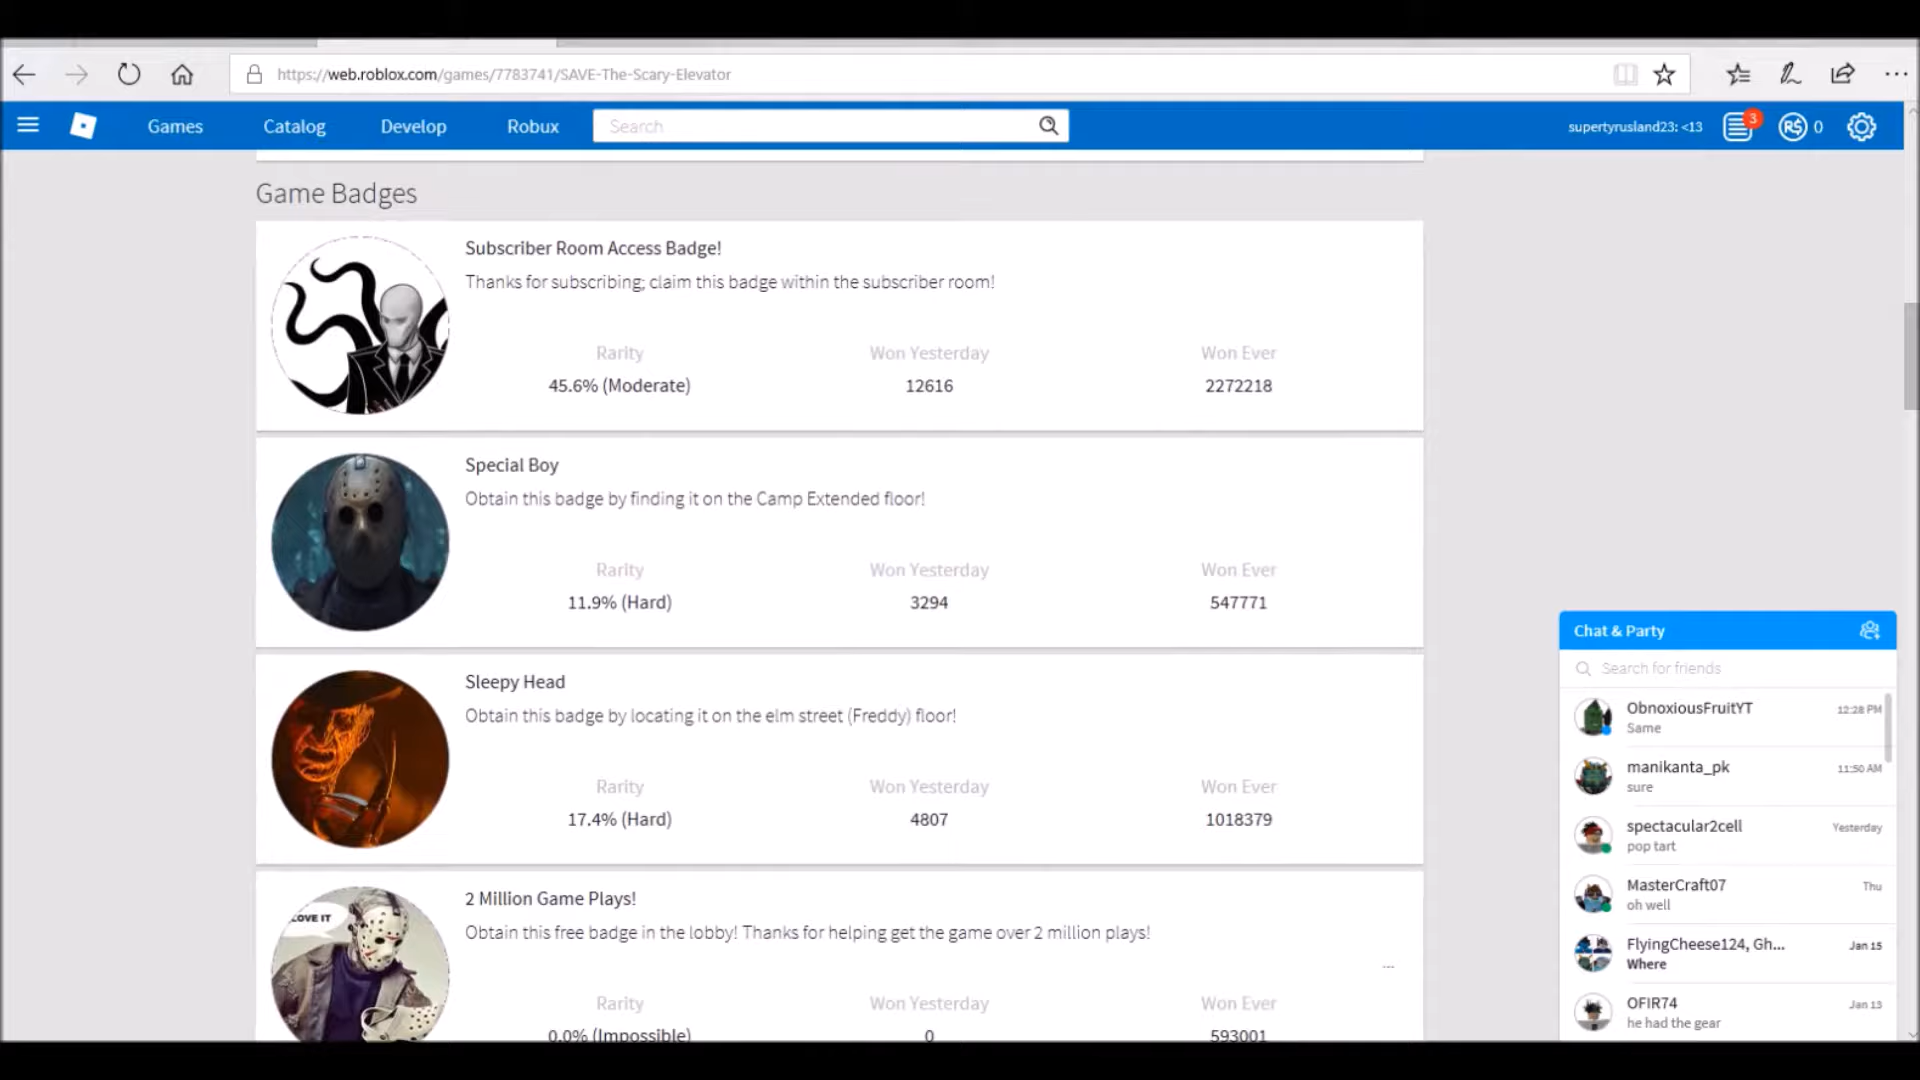 https://web.roblox.com/games/7783741/SAVE-The-Scary-Elevator
Games Catalog Develop Robux Search supertyrusland23: <13 3 R$ 0
Game Badges
Subscriber Room Access Badge!
Thanks for subscribing; claim this badge within the subscriber room!
Rarity Won Yesterday Won Ever
45.6% (Moderate) 12616 2272218
Special Boy
Obtain this badge by finding it on the Camp Extended floor!
Rarity Won Yesterday Won Ever
11.9% (Hard) 3294 547771
Sleepy Head
Obtain this badge by locating it on the elm street (Freddy) floor!
Rarity Won Yesterday Won Ever
17.4% (Hard) 4807 1018379
LOVE IT
2 Million Game Plays!
Obtain this free badge in the lobby! Thanks for helping get the game over 2 million plays!
Rarity Won Yesterday Won Ever
0.0% (Impossible) 0 593001
Chat & Party
Search for friends
ObnoxiousFruitYT 12:28 PM
Same
manikanta_pk 11:50 AM
sure
spectacular2cell Yesterday
pop tart
MasterCraft07 Thu
oh well
FlyingCheese124, Gh... Jan 15
Where
OFIR74 Jan 13
he had the gear